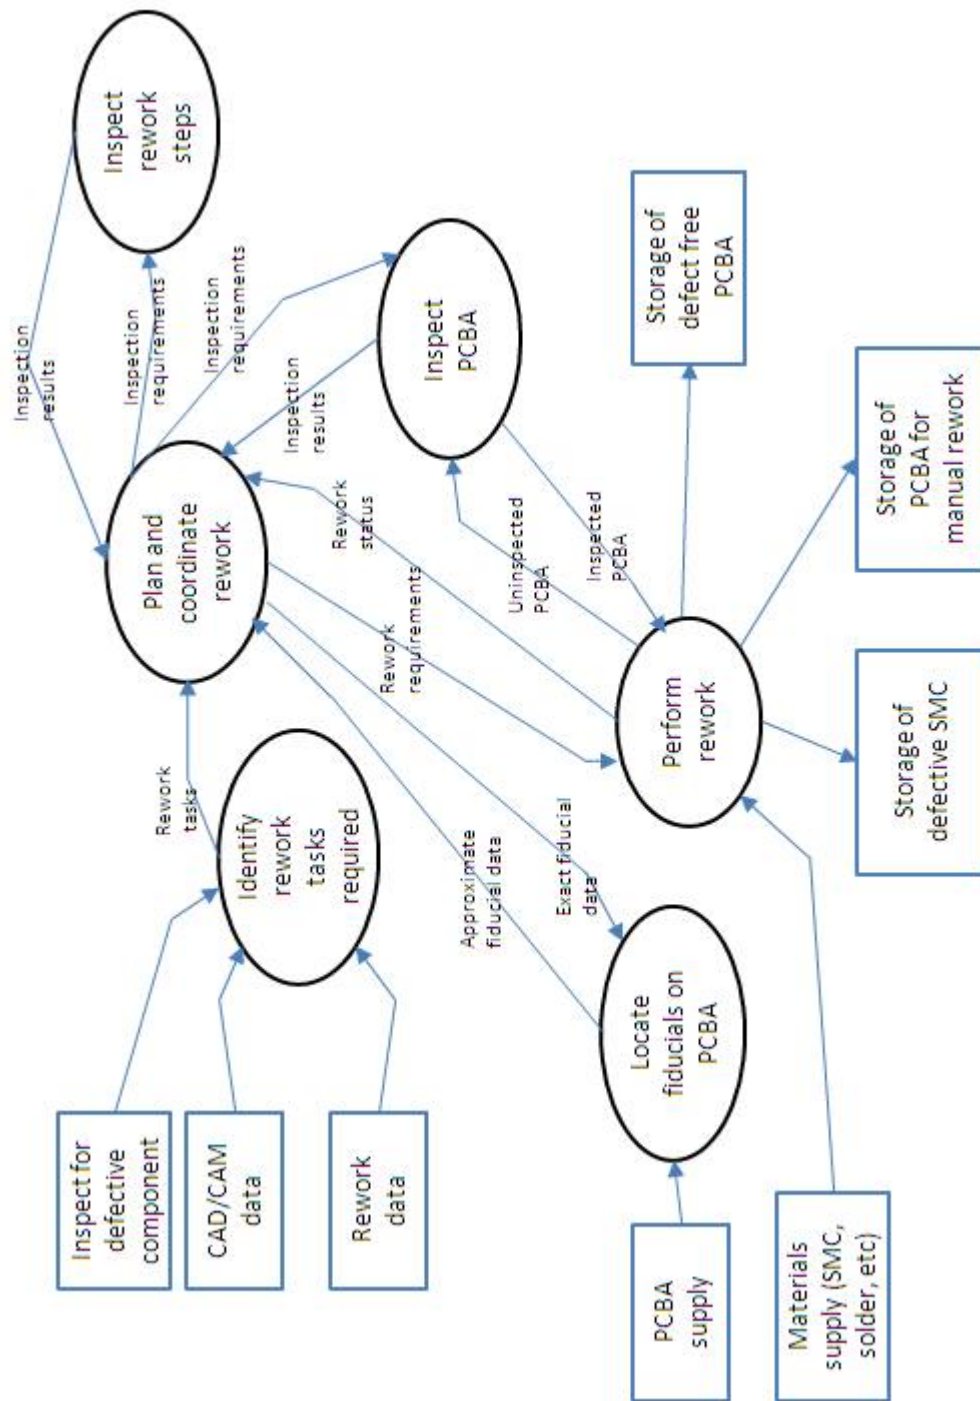 Inspect for
defective
component
CAD/CAM
data
Rework
data
PCBA
supply
Materials
supply (SMC,
solder, etc)
Identify
rework
tasks
required
Locate
fiducials on
PCBA
Rework
tasks
Approximate
fiducial data
Exact fiducial
data
Plan and
coordinate
rework
Rework
requirements
Rework
status
Perform
rework
Inspection
results
Inspection
requirements
Inspection
requirements
Inspection
results
Uninspected
PCBA
Inspected
PCBA
Inspect
rework
steps
Inspect
PCBA
Storage of
defect free
PCBA
Storage of
PCBA for
manual rework
Storage of
defective SMC